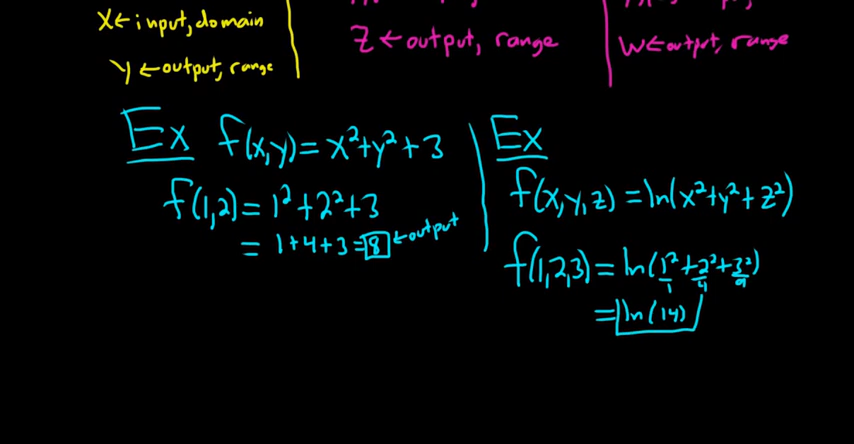 X ← input, domain
Y ← output, range
Z ← output, range
W ← output, range
Ex f(x,y) = x²+y²+3
f(1,2) = 1²+2²+3
= 1+4+3 = 8 ← output
Ex
f(x,y,z) = ln(x²+y²+z²)
f(1,2,3) = ln(1²+2²+3²)
1 4 9
= ln(14)